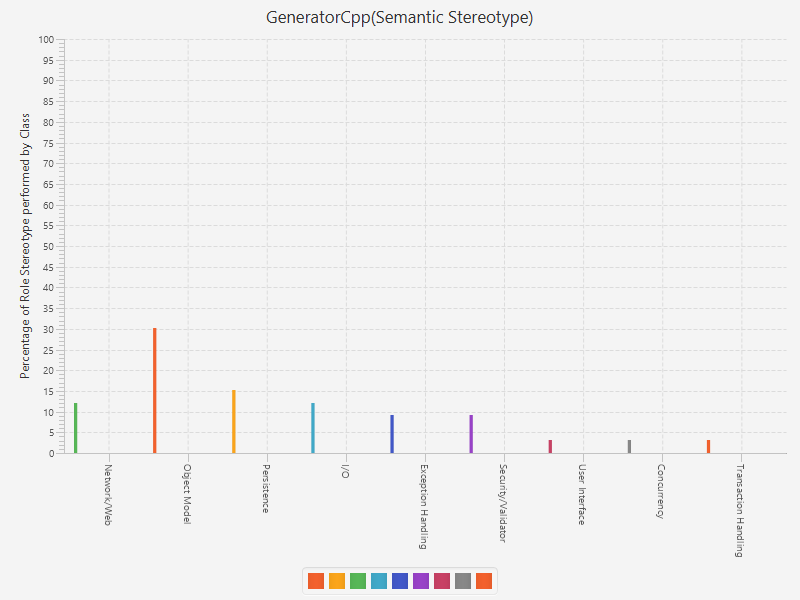 GeneratorCpp(Semantic Stereotype)
Percentage of Role Stereotype performed by Class
100
95
90
85
80
75
70
65
60
55
50
45
40
35
30
25
20
15
10
5
0
Network/Web
Object Model
Persistence
I/O
Exception Handling
Security/Validator
User Interface
Concurrency
Transaction Handling